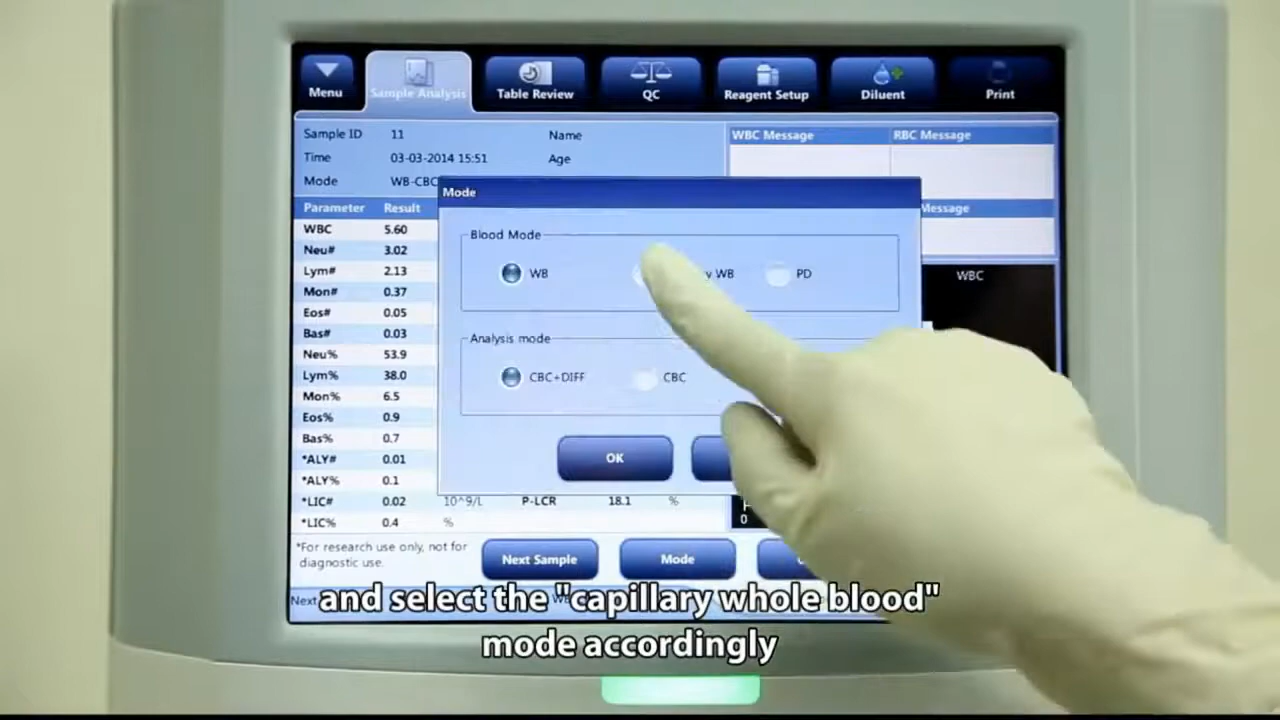 Menu
Sample Analysis
Table Review
QC
Reagent Setup
Diluent
Print
Sample ID 11 Name
Time 03-03-2014 15:51 Age
Mode WB-CBC
WBC Message RBC Message
Message
Parameter Result
WBC 5.60
Neu# 3.02
Lym# 2.13
Mon# 0.37
Eos# 0.05
Bas# 0.03
Neu% 53.9
Lym% 38.0
Mon% 6.5
Eos% 0.9
Bas% 0.7
*ALY# 0.01
*ALY% 0.1
*LIC# 0.02 10^9/L P-LCR 18.1 %
*LIC% 0.4 %
Mode
Blood Mode
WB
y WB
PD
Analysis mode
CBC+DIFF
CBC
OK
WBC
0
*For research use only, not for
diagnostic use.
Next Sample
Mode
Next
and select the "capillary whole blood"
mode accordingly